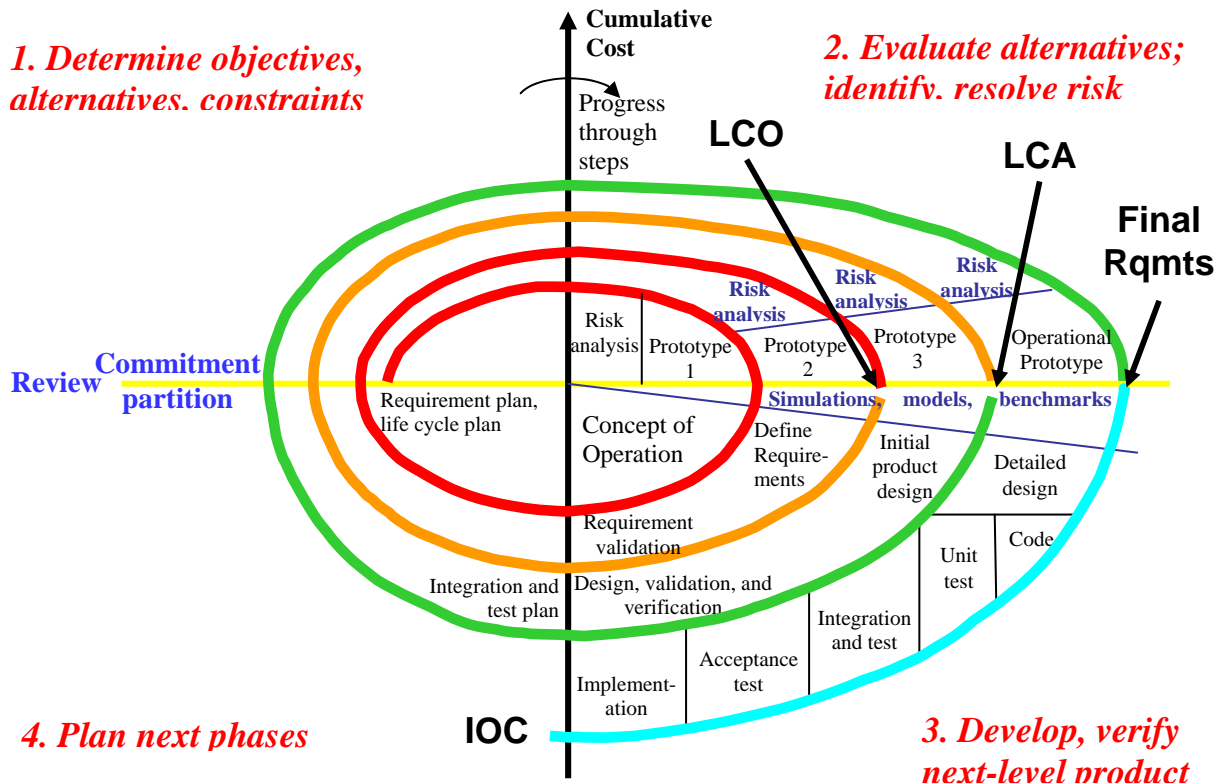 Cumulative
Cost
1. Determine objectives,
alternatives, constraints
2. Evaluate alternatives;
identify, resolve risk
Progress
through
steps
LCO
LCA
Final
Rqmts
Risk
analysis
Risk
analysis
Risk
analysis
Risk
analysis
Prototype
1
Prototype
2
Prototype
3
Operational
Prototype
Review
Commitment
partition
Requirement plan,
life cycle plan
Concept of
Operation
Simulations, models, benchmarks
Define
Require-
ments
Initial
product
design
Detailed
design
Requirement
validation
Code
Unit
test
Integration and
test plan
Design, validation, and
verification
Integration
and test
Acceptance
test
Implement-
ation
IOC
4. Plan next phases
3. Develop, verify
next-level product